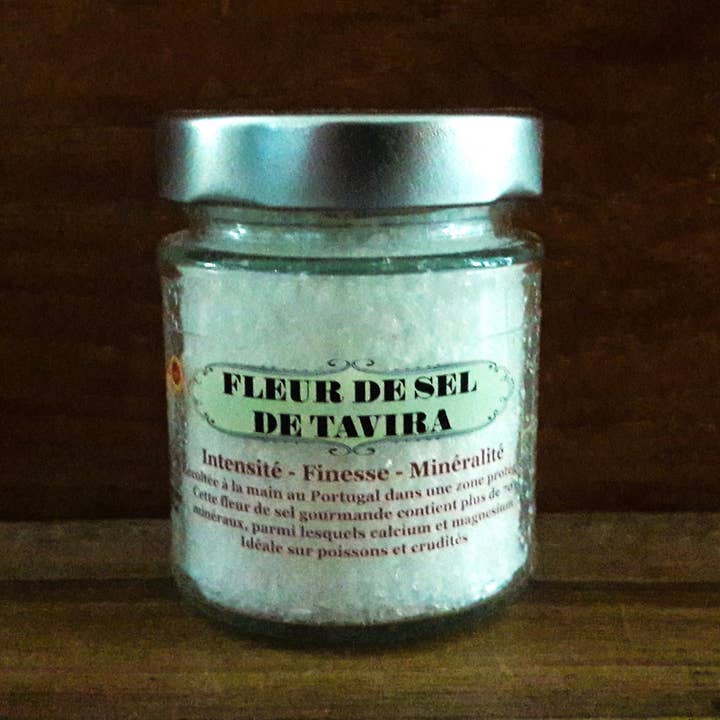 FLEUR DE SEL
DE TAVIRA
Intensité - Finesse - Minéralité
à la main au Portugal dans une zone
Cette fleur de sel gourmande contient plus de
minéraux, parmi lesquels calcium et magnesium
Idéale sur poissons et crudités